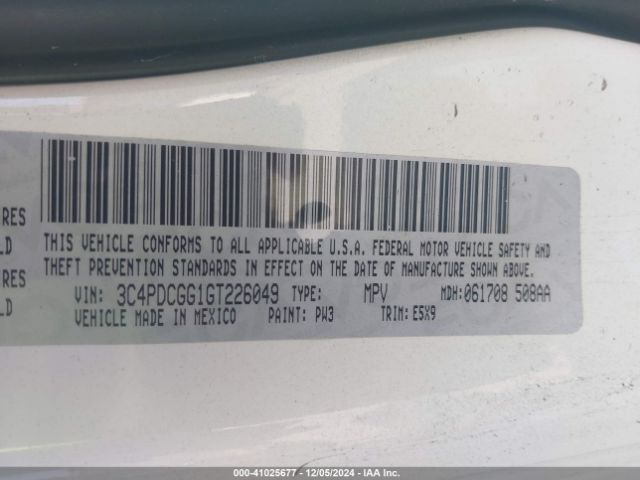 RES
LD
RES
LD
THIS VEHICLE CONFORMS TO ALL APPLICABLE U.S.A. FEDERAL MOTOR VEHICLE SAFETY AND
THEFT PREVENTION STANDARDS IN EFFECT ON THE DATE OF MANUFACTURE SHOWN ABOVE.
VIN: 3C4PDCGG1GT226049 TYPE: MPV MDH: 061708 508AA
VEHICLE MADE IN MEXICO PAINT: PW3 TRIM: E5X9
000-41025677 - 12/05/2024 - IAA Inc.